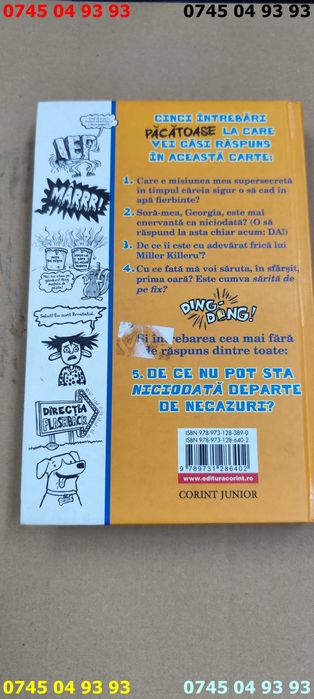 0745 04 93 93
0745 04 93 93
CINCI ÎNTREBĂRI
PĂCĂTOASE LA CARE
VEI GĂSI RĂSPUNS
ÎN ACEASTĂ CARTE:
1. Care e misiunea mea supersecretă
în timpul căreia sigur o să cad în
apă fierbinte?
2. Soră-mea, Georgia, este mai
enervantă ca niciodată? (O să
răspund la asta chiar acum: DA!)
3. De ce îi este cu adevărat frică lui
Miller Killeru'?
4. Cu ce fată mă voi săruta, în sfârșit,
prima oară? Este cumva sărită de
pe fix?
DING-
DONG!
Și întrebarea cea mai fără
de răspuns dintre toate:
5. DE CE NU POT STA
NICIODATĂ DEPARTE
DE NECAZURI?
ISBN 978-973-128-389-0
ISBN 978-973-128-640-2
9 789731 286402
www.edituracorint.ro
CORINT JUNIOR
IEP
MÂRRR!
Salut! Eu sunt Revoltatul.
DIRECȚIA
FLASHBACK
0745 04 93 93
0745 04 93 93